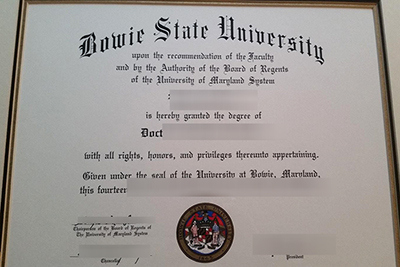 Bowie State University
upon the recommendation of the Faculty
and by the Authority of the Board of Regents
of the University of Maryland System
:
is hereby granted the degree of
Doct
with all rights, honors, and privileges thereunto appertaining.
Given under the seal of the University at Bowie, Maryland,
this fourteen
Chairperson of the Board of Regents of
The University of Maryland System
President
Chancellor